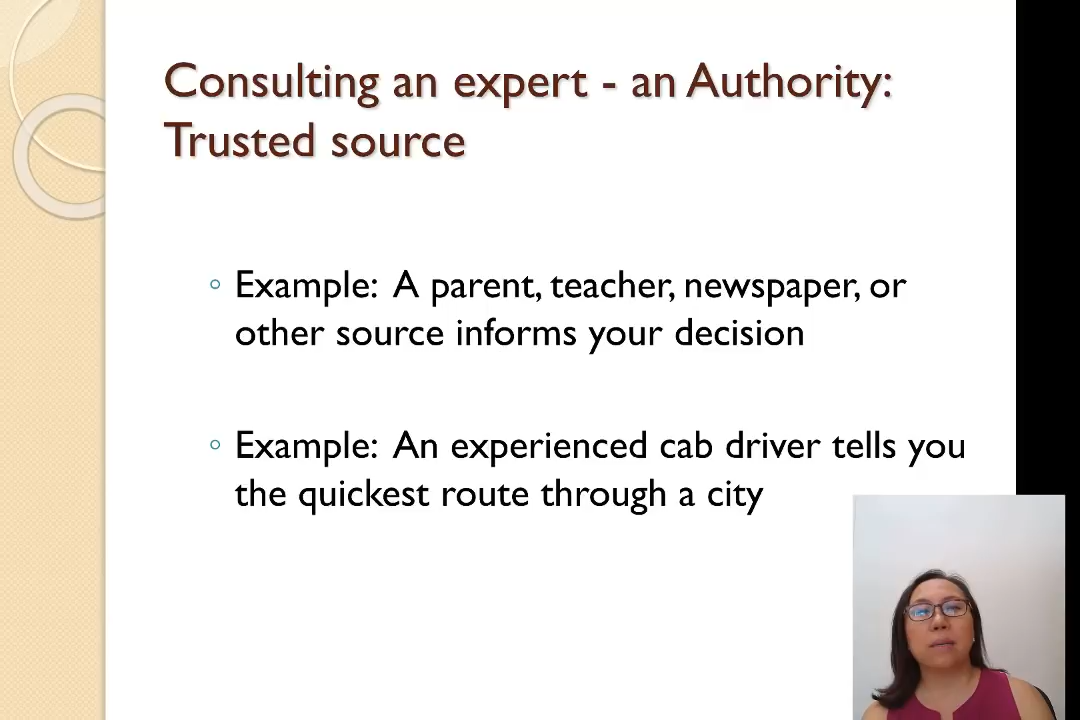 Consulting an expert - an Authority:
Trusted source
Example: A parent, teacher, newspaper, or
other source informs your decision
Example: An experienced cab driver tells you
the quickest route through a city